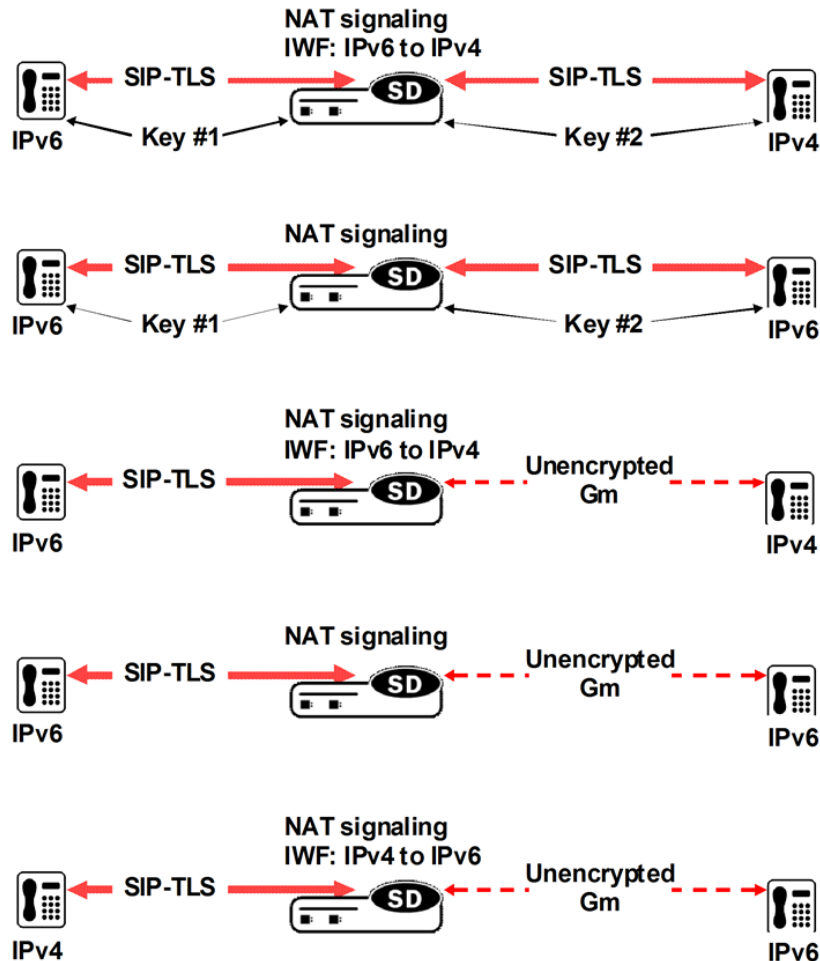 NAT signaling
IWF: IPv6 to IPv4
SIP-TLS SD SIP-TLS
IPv6 Key #1 Key #2 IPv4
NAT signaling
SIP-TLS SD SIP-TLS
IPv6 Key #1 Key #2 IPv6
NAT signaling
IWF: IPv6 to IPv4
SIP-TLS SD Unencrypted
Gm
IPv6 IPv4
NAT signaling
SIP-TLS SD Unencrypted
Gm
IPv6 IPv6
NAT signaling
IWF: IPv4 to IPv6
SIP-TLS SD Unencrypted
Gm
IPv4 IPv6